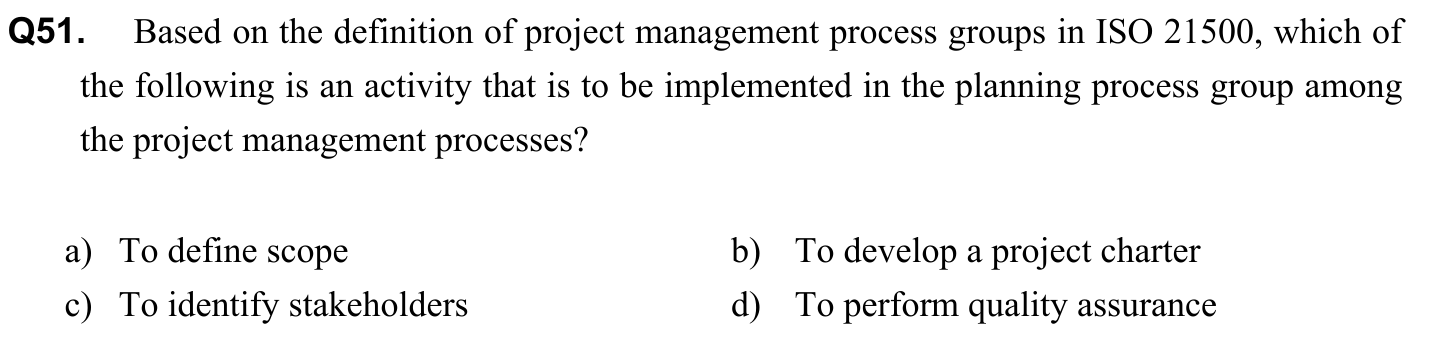 Q51. Based on the definition of project management process groups in ISO 21500, which of
the following is an activity that is to be implemented in the planning process group among
the project management processes?
a) To define scope b) To develop a project charter
c) To identify stakeholders d) To perform quality assurance